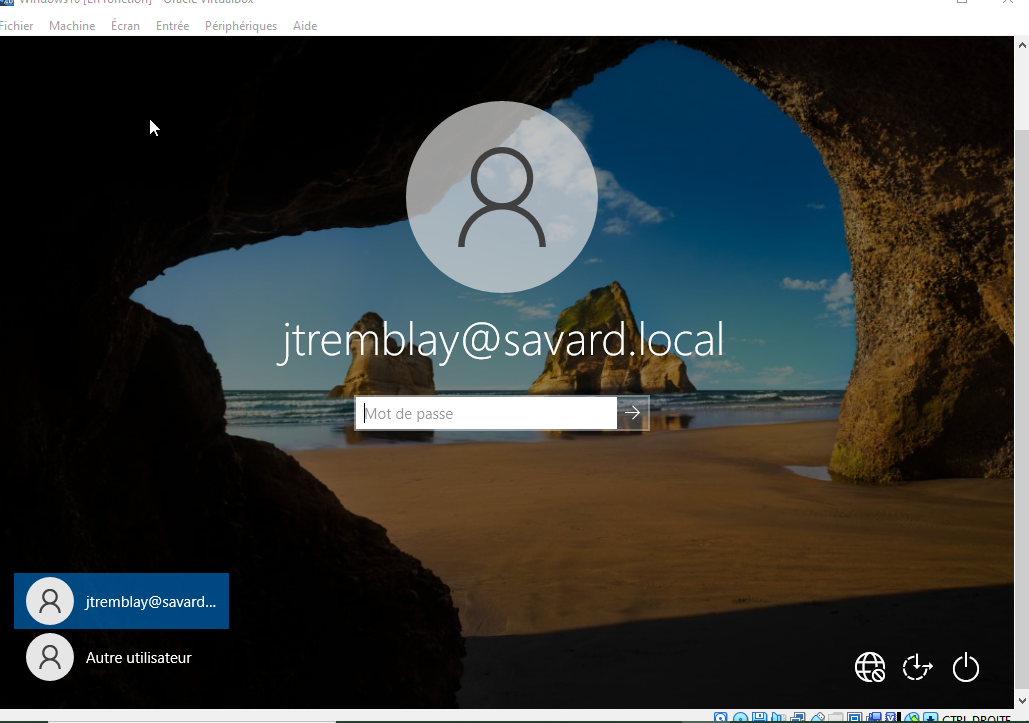 Windows10 [En fonction] - Oracle VirtualBox
Fichier Machine Écran Entrée Périphériques Aide
jtremblay@savard.local
Mot de passe
jtremblay@savard...
Autre utilisateur
CTRL DROITE